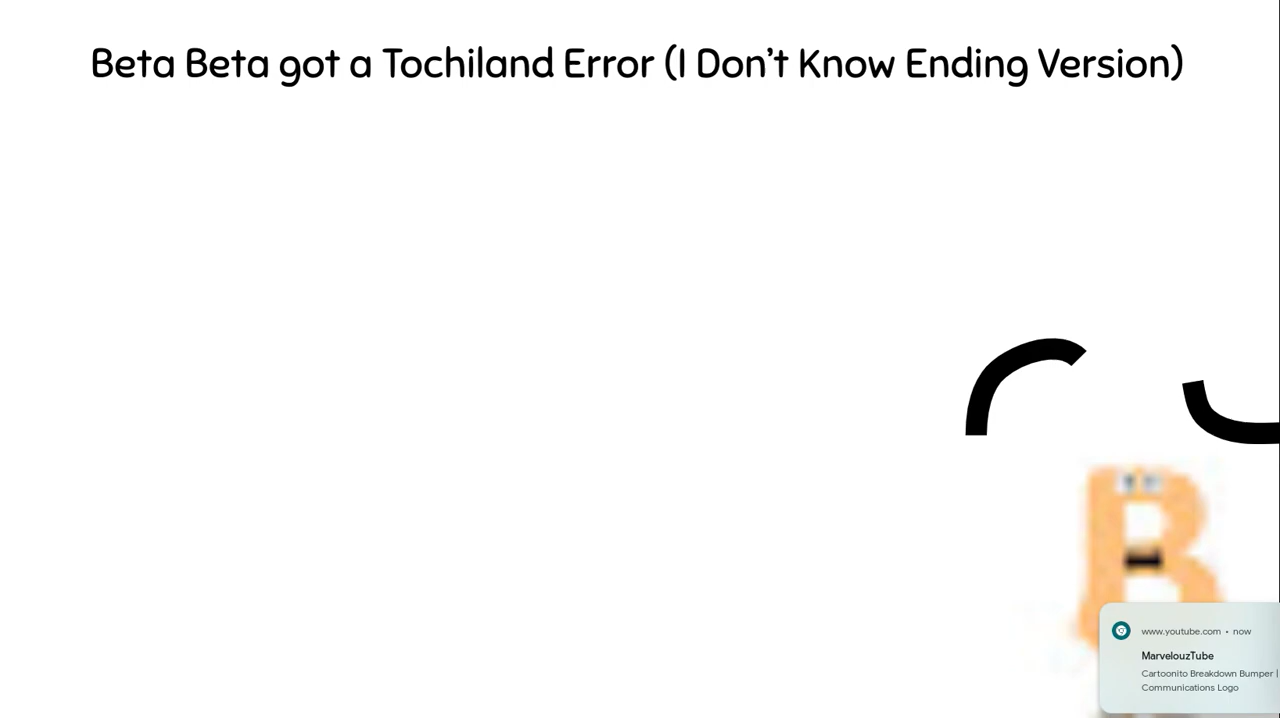 Beta Beta got a Tochiland Error (I Don't Know Ending Version)
B
www.youtube.com • now
MarvelouzTube
Cartoonito Breakdown Bumper |
Communications Logo